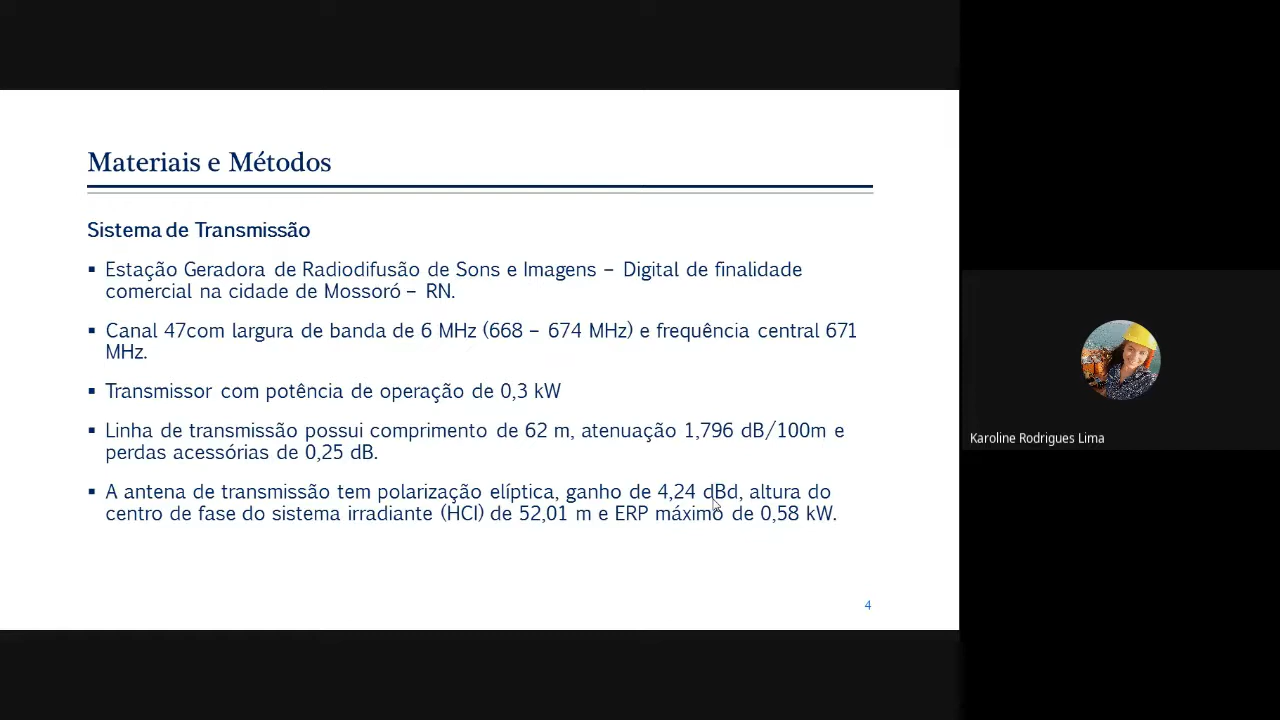 Materiais e Métodos
Sistema de Transmissão
▪ Estação Geradora de Radiodifusão de Sons e Imagens – Digital de finalidade
comercial na cidade de Mossoró – RN.
▪ Canal 47com largura de banda de 6 MHz (668 – 674 MHz) e frequência central 671
MHz.
▪ Transmissor com potência de operação de 0,3 kW
▪ Linha de transmissão possui comprimento de 62 m, atenuação 1,796 dB/100m e
perdas acessórias de 0,25 dB.
▪ A antena de transmissão tem polarização elíptica, ganho de 4,24 dBd, altura do
centro de fase do sistema irradiante (HCI) de 52,01 m e ERP máximo de 0,58 kW.
4
Karoline Rodrigues Lima